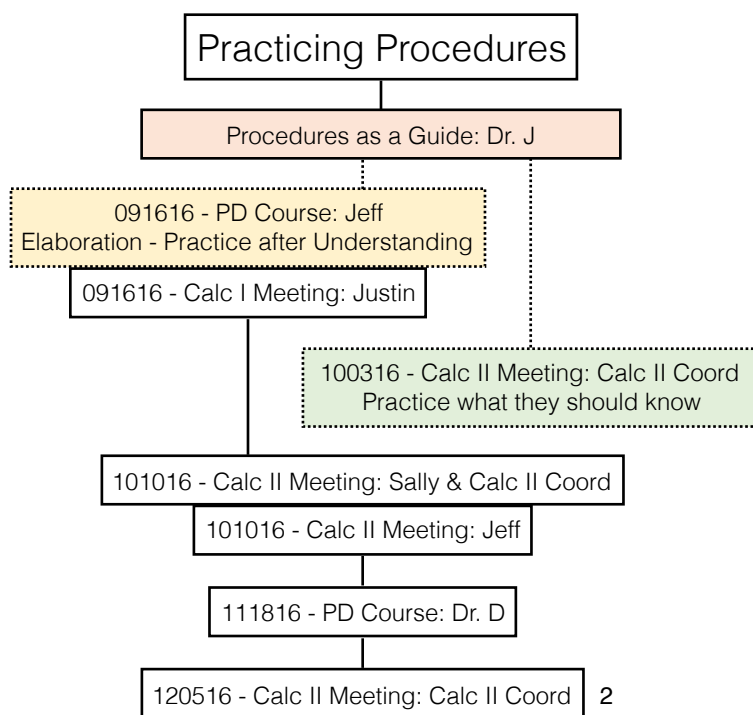 Practicing Procedures
Procedures as a Guide: Dr. J
091616 - PD Course: Jeff
Elaboration - Practice after Understanding
091616 - Calc I Meeting: Justin
100316 - Calc II Meeting: Calc II Coord
Practice what they should know
101016 - Calc II Meeting: Sally & Calc II Coord
101016 - Calc II Meeting: Jeff
111816 - PD Course: Dr. D
120516 - Calc II Meeting: Calc II Coord 2